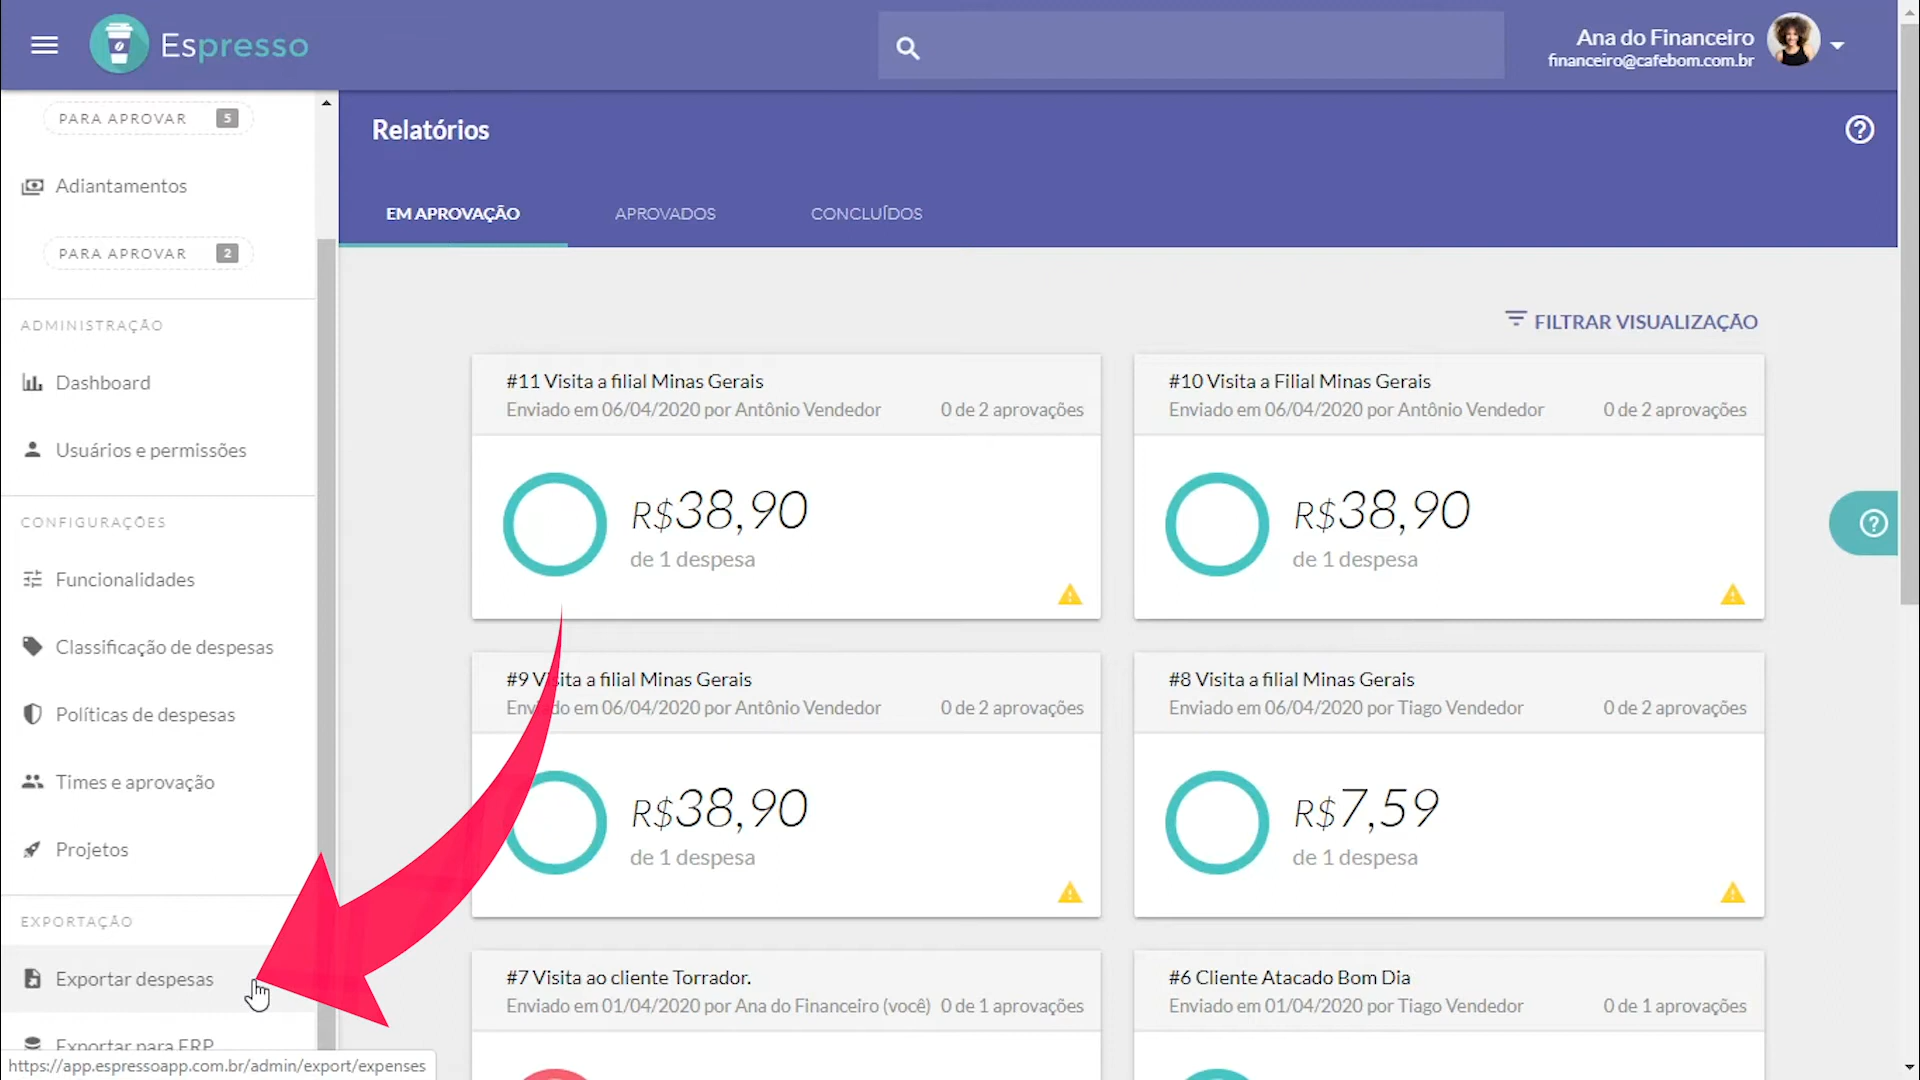 Espresso
Ana do Financeiro
financeiro@cafebom.com.br
PARA APROVAR 5
Adiantamentos
PARA APROVAR 2
ADMINISTRAÇÃO
Dashboard
Usuários e permissões
CONFIGURAÇÕES
Funcionalidades
Classificação de despesas
Políticas de despesas
Times e aprovação
Projetos
EXPORTAÇÃO
Exportar despesas
Exportar para ERP
https://app.espressoapp.com.br/admin/export/expenses
Relatórios
EM APROVAÇÃO APROVADOS CONCLUÍDOS
FILTRAR VISUALIZAÇÃO
#11 Visita a filial Minas Gerais
Enviado em 06/04/2020 por Antônio Vendedor 0 de 2 aprovações
R$38,90
de 1 despesa
#10 Visita a Filial Minas Gerais
Enviado em 06/04/2020 por Antônio Vendedor 0 de 2 aprovações
R$38,90
de 1 despesa
#9 Visita a filial Minas Gerais
Enviado em 06/04/2020 por Antônio Vendedor 0 de 2 aprovações
R$38,90
de 1 despesa
#8 Visita a filial Minas Gerais
Enviado em 06/04/2020 por Tiago Vendedor 0 de 2 aprovações
R$7,59
de 1 despesa
#7 Visita ao cliente Torrador.
Enviado em 01/04/2020 por Ana do Financeiro (você) 0 de 1 aprovações
#6 Cliente Atacado Bom Dia
Enviado em 01/04/2020 por Tiago Vendedor 0 de 1 aprovações